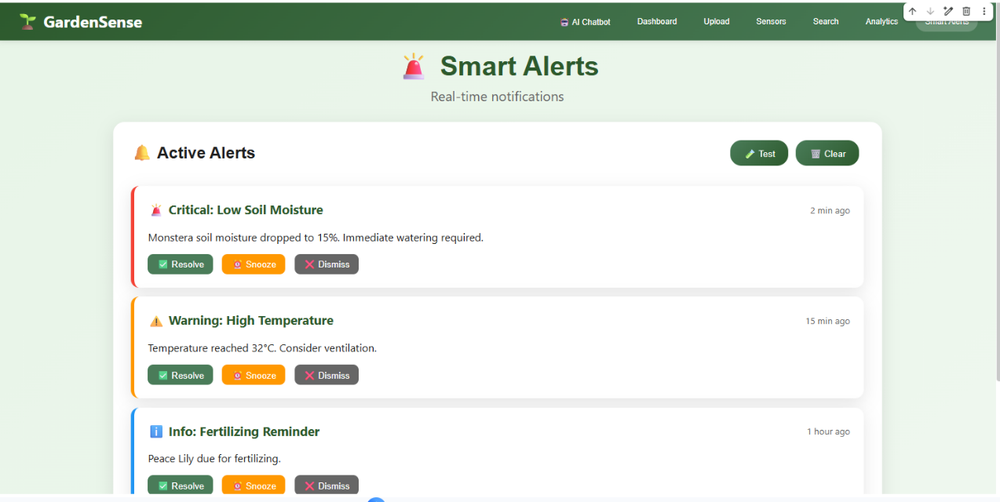 GardenSense
AI Chatbot Dashboard Upload Sensors Search Analytics Smart Alerts
Smart Alerts
Real-time notifications
Active Alerts
Test Clear
Critical: Low Soil Moisture 2 min ago
Monstera soil moisture dropped to 15%. Immediate watering required.
Resolve Snooze Dismiss
Warning: High Temperature 15 min ago
Temperature reached 32°C. Consider ventilation.
Resolve Snooze Dismiss
Info: Fertilizing Reminder 1 hour ago
Peace Lily due for fertilizing.
Resolve Snooze Dismiss